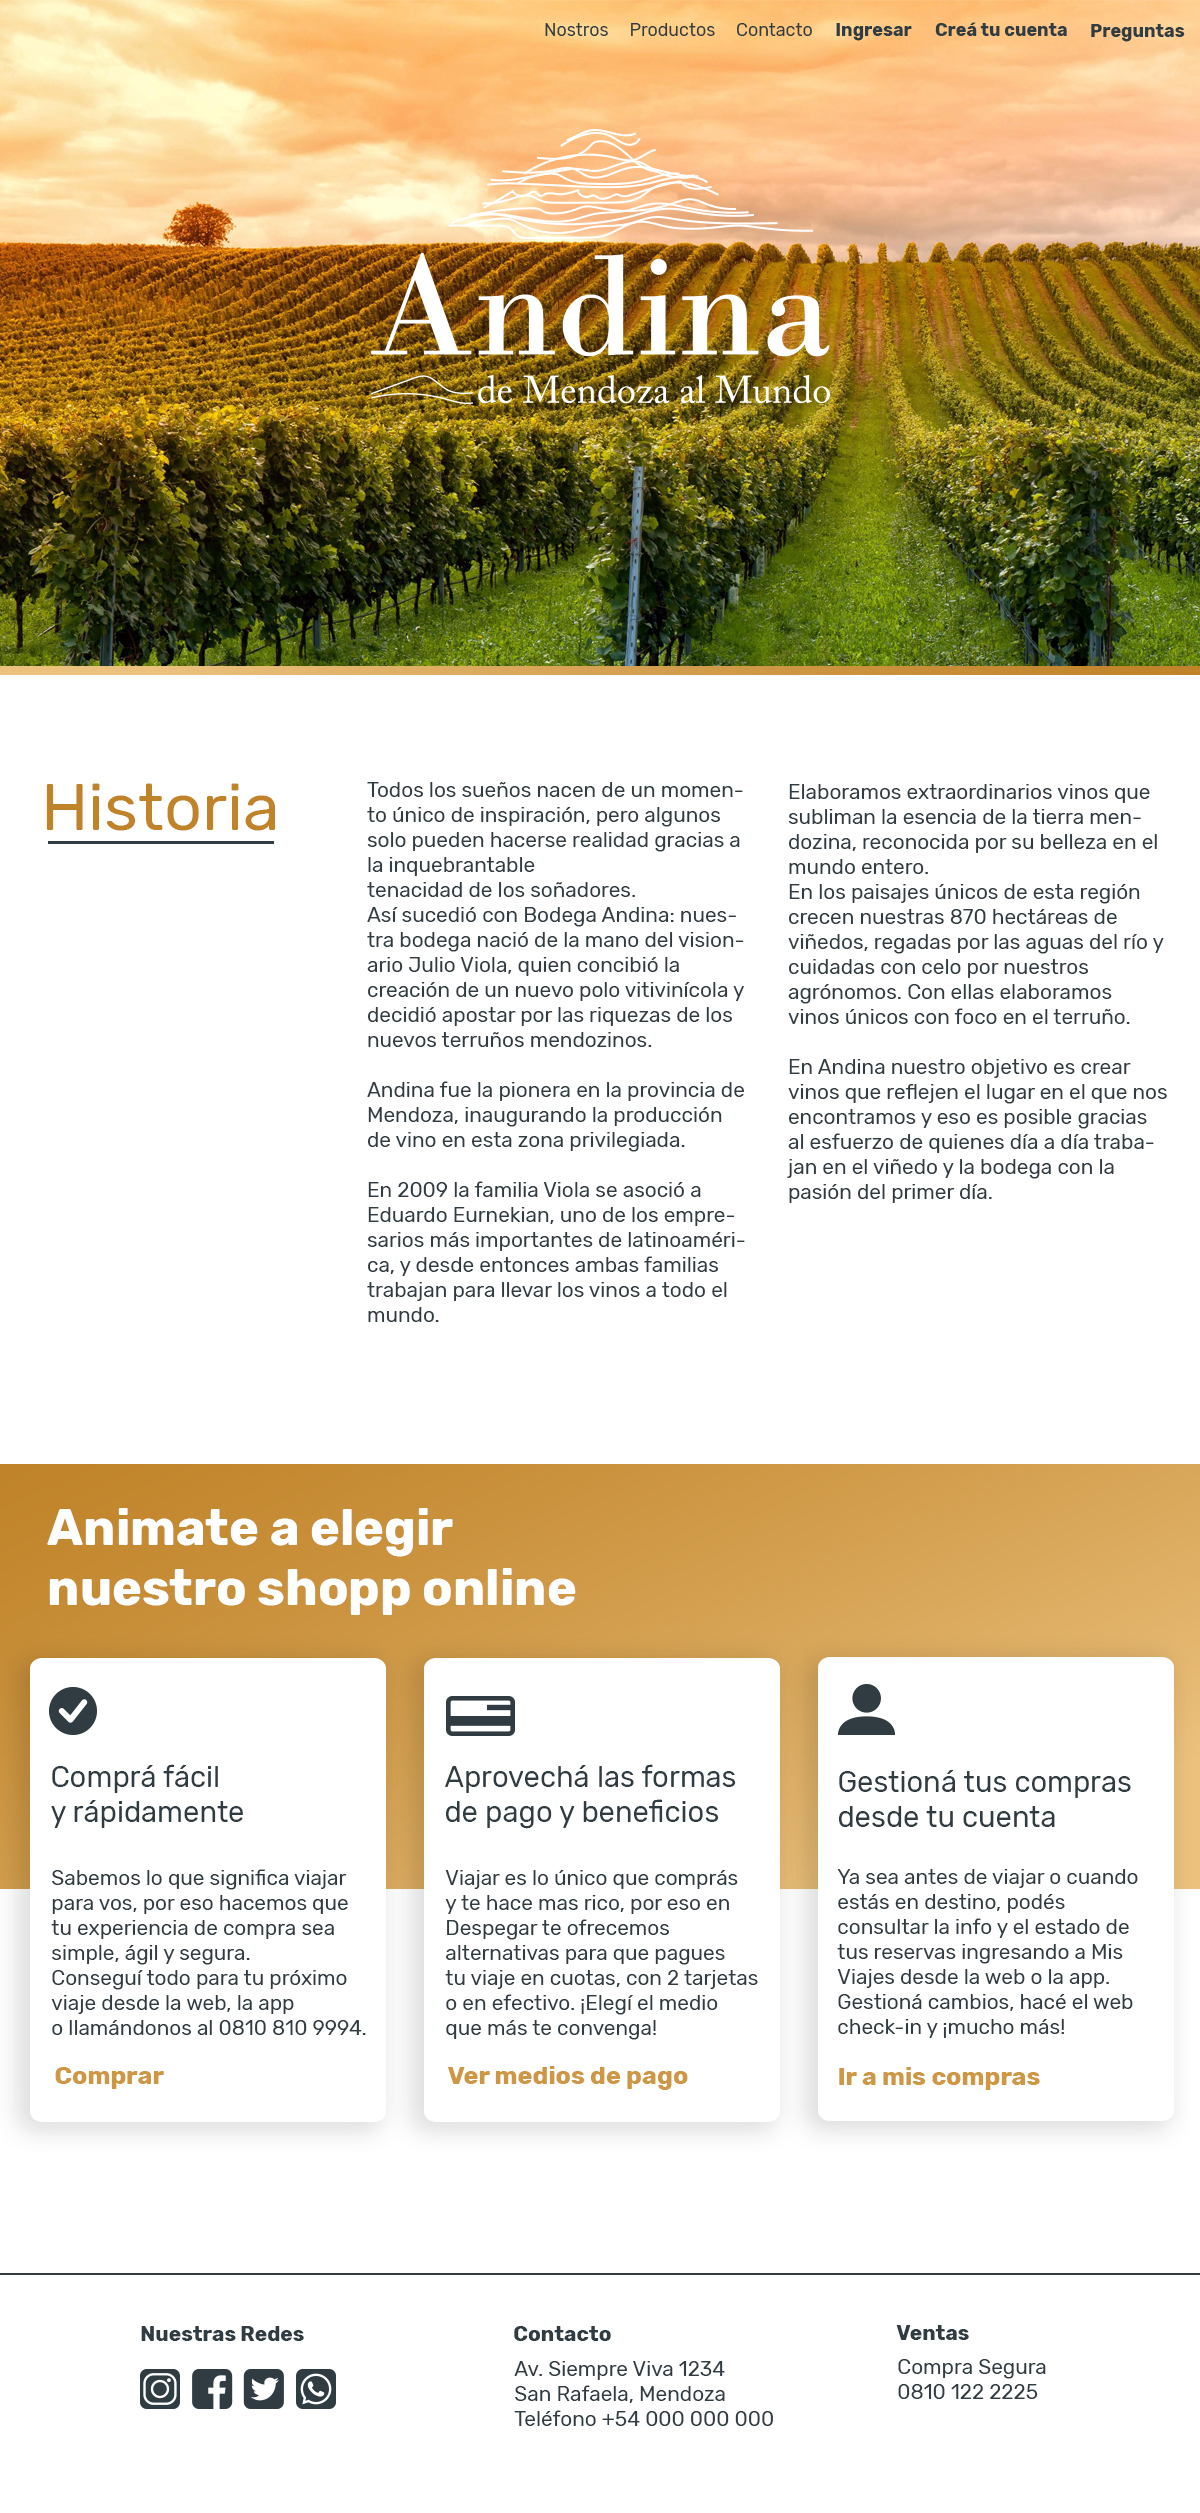 Nostros Productos Contacto Ingresar Creá tu cuenta Preguntas
Andina
de Mendoza al Mundo
Historia
Todos los sueños nacen de un momen-
to único de inspiración, pero algunos
solo pueden hacerse realidad gracias a
la inquebrantable
tenacidad de los soñadores.
Así sucedió con Bodega Andina: nues-
tra bodega nació de la mano del vision-
ario Julio Viola, quien concibió la
creación de un nuevo polo vitivinícola y
decidió apostar por las riquezas de los
nuevos terruños mendozinos.
Andina fue la pionera en la provincia de
Mendoza, inaugurando la producción
de vino en esta zona privilegiada.
En 2009 la familia Viola se asoció a
Eduardo Eurnekian, uno de los empre-
sarios más importantes de latinoaméri-
ca, y desde entonces ambas familias
trabajan para llevar los vinos a todo el
mundo.
Elaboramos extraordinarios vinos que
subliman la esencia de la tierra men-
dozina, reconocida por su belleza en el
mundo entero.
En los paisajes únicos de esta región
crecen nuestras 870 hectáreas de
viñedos, regadas por las aguas del río y
cuidadas con celo por nuestros
agrónomos. Con ellas elaboramos
vinos únicos con foco en el terruño.
En Andina nuestro objetivo es crear
vinos que reflejen el lugar en el que nos
encontramos y eso es posible gracias
al esfuerzo de quienes día a día traba-
jan en el viñedo y la bodega con la
pasión del primer día.
Animate a elegir
nuestro shopp online
Comprá fácil
y rápidamente
Sabemos lo que significa viajar
para vos, por eso hacemos que
tu experiencia de compra sea
simple, ágil y segura.
Conseguí todo para tu próximo
viaje desde la web, la app
o llamándonos al 0810 810 9994.
Comprar
Aprovechá las formas
de pago y beneficios
Viajar es lo único que comprás
y te hace mas rico, por eso en
Despegar te ofrecemos
alternativas para que pagues
tu viaje en cuotas, con 2 tarjetas
o en efectivo. ¡Elegí el medio
que más te convenga!
Ver medios de pago
Gestioná tus compras
desde tu cuenta
Ya sea antes de viajar o cuando
estás en destino, podés
consultar la info y el estado de
tus reservas ingresando a Mis
Viajes desde la web o la app.
Gestioná cambios, hacé el web
check-in y ¡mucho más!
Ir a mis compras
Nuestras Redes
Contacto
Av. Siempre Viva 1234
San Rafaela, Mendoza
Teléfono +54 000 000 000
Ventas
Compra Segura
0810 122 2225